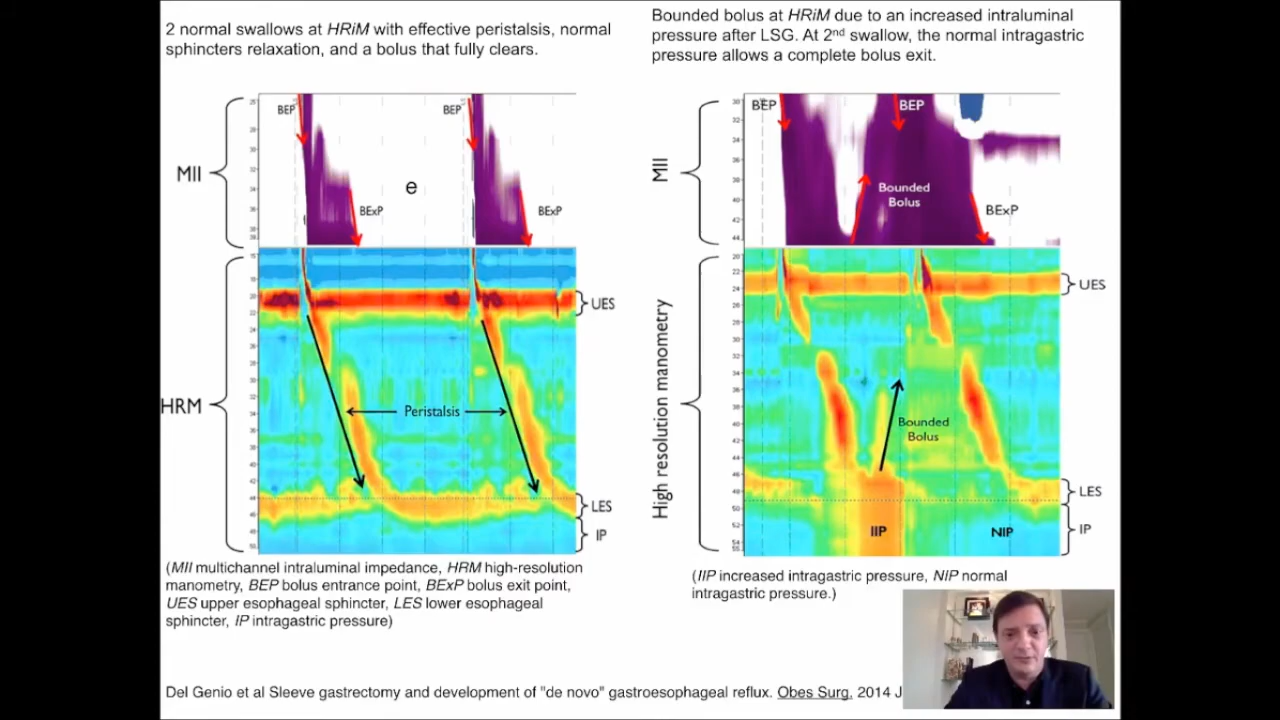 2 normal swallows at HRiM with effective peristalsis, normal
sphincters relaxation, and a bolus that fully clears.
Bounded bolus at HRiM due to an increased intraluminal
pressure after LSG. At 2nd swallow, the normal intragastric
pressure allows a complete bolus exit.
BEP
BEP
MII
e
BExP
BExP
HRM
UES
Peristalsis
LES
IP
BEP
BEP
MII
Bounded
Bolus
BExP
High resolution manometry
UES
Bounded
Bolus
LES
IIP
NIP
IP
(MII multichannel intraluminal impedance, HRM high-resolution
manometry, BEP bolus entrance point, BExP bolus exit point,
UES upper esophageal sphincter, LES lower esophageal
sphincter, IP intragastric pressure)
(IIP increased intragastric pressure, NIP normal
intragastric pressure.)
Del Genio et al Sleeve gastrectomy and development of "de novo" gastroesophageal reflux. Obes Surg, 2014 J